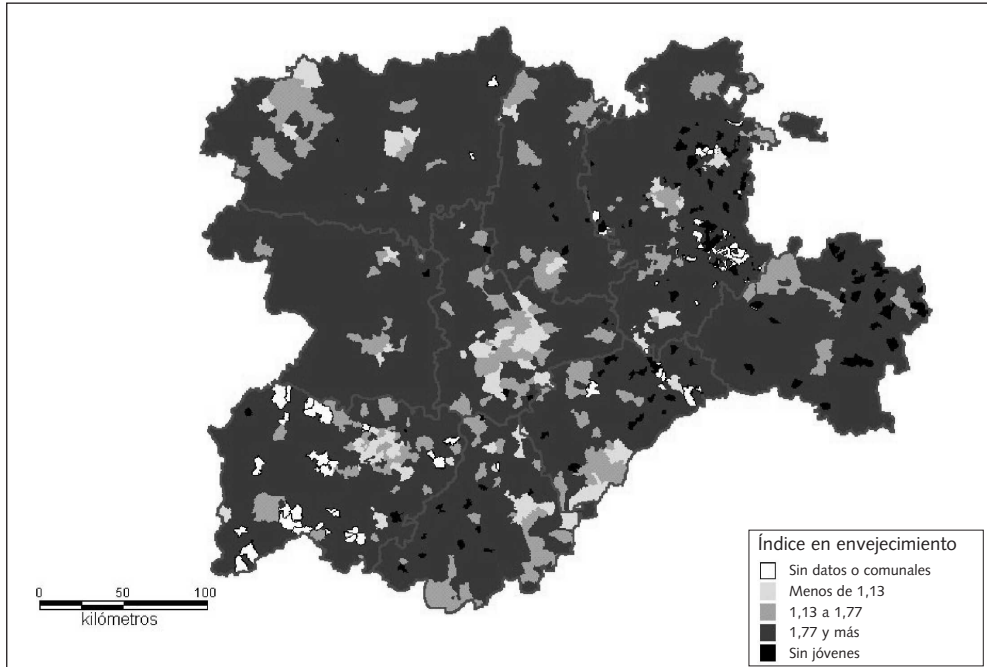 Índice en envejecimiento
Sin datos o comunales
Menos de 1,13
1,13 a 1,77
1,77 y más
Sin jóvenes
0 50 100
kilómetros